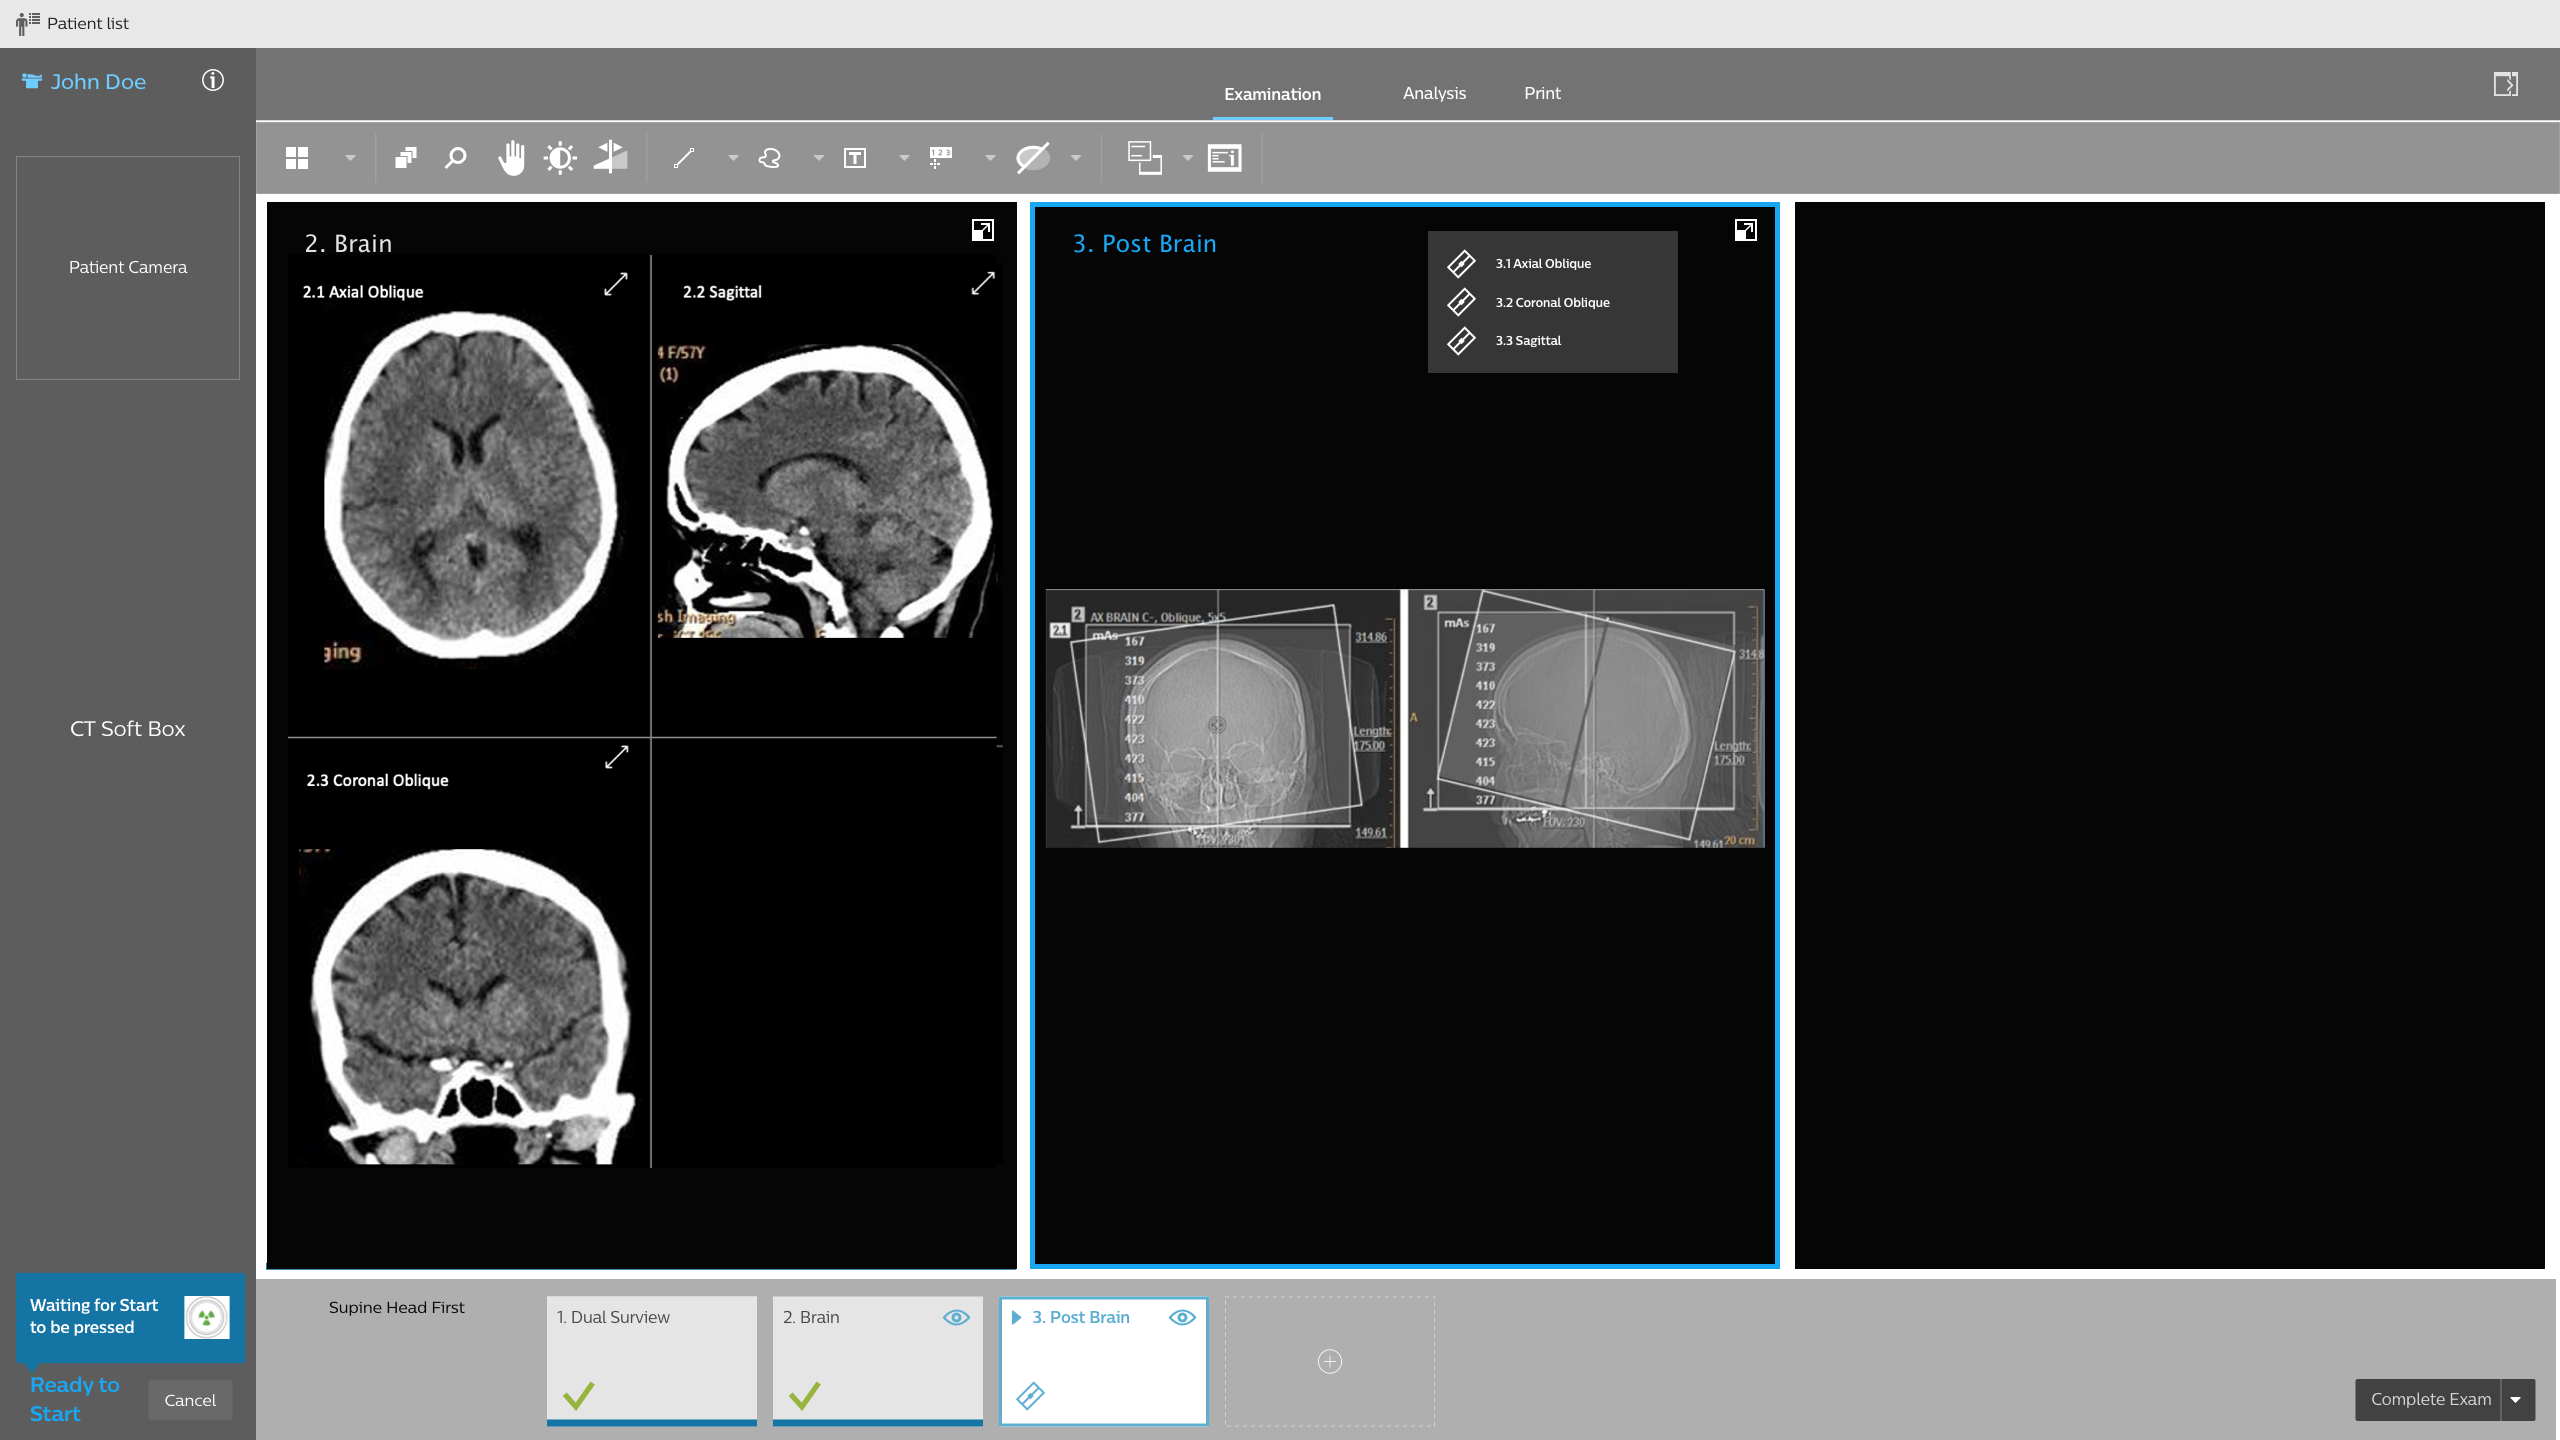 Patient list
John Doe
Examination
Analysis
Print
Patient Camera
CT Soft Box
2. Brain
2.1 Axial Oblique
2.2 Sagittal
4 F/57Y
(1)
sh Imaging
ging
2.3 Coronal Oblique
3. Post Brain
3.1 Axial Oblique
3.2 Coronal Oblique
3.3 Sagittal
2 AX BRAIN C-, Oblique, 5x5
2.1
mAs
167
319
373
410
422
423
423
415
404
377
314.86
Length:
175.00
149.61
2
mAs
167
319
373
410
422
423
423
415
404
377
A
314.8
Length:
175.00
FOV: 230
149.61
20 cm
Waiting for Start
to be pressed
Ready to
Start
Cancel
Supine Head First
1. Dual Surview
2. Brain
3. Post Brain
Complete Exam